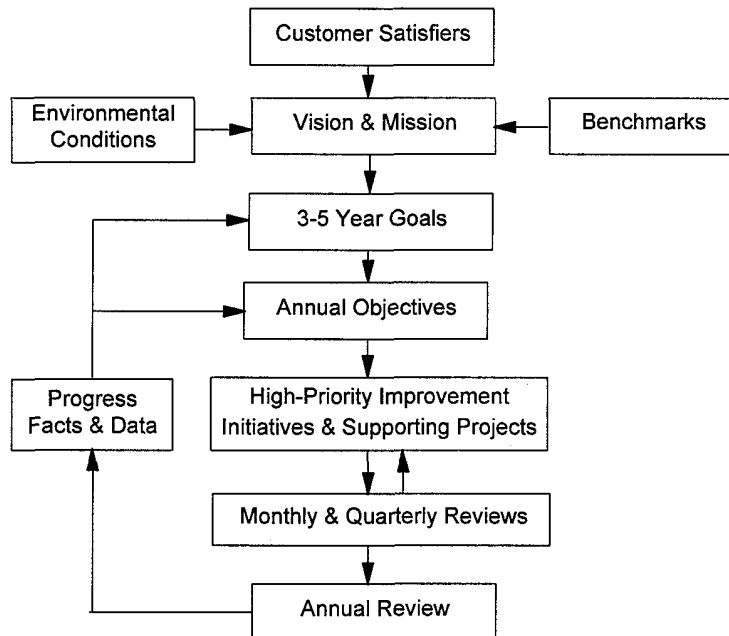 Customer Satisfiers
Environmental
Conditions
Vision & Mission
Benchmarks
3-5 Year Goals
Annual Objectives
Progress
Facts & Data
High-Priority Improvement
Initiatives & Supporting Projects
Monthly & Quarterly Reviews
Annual Review